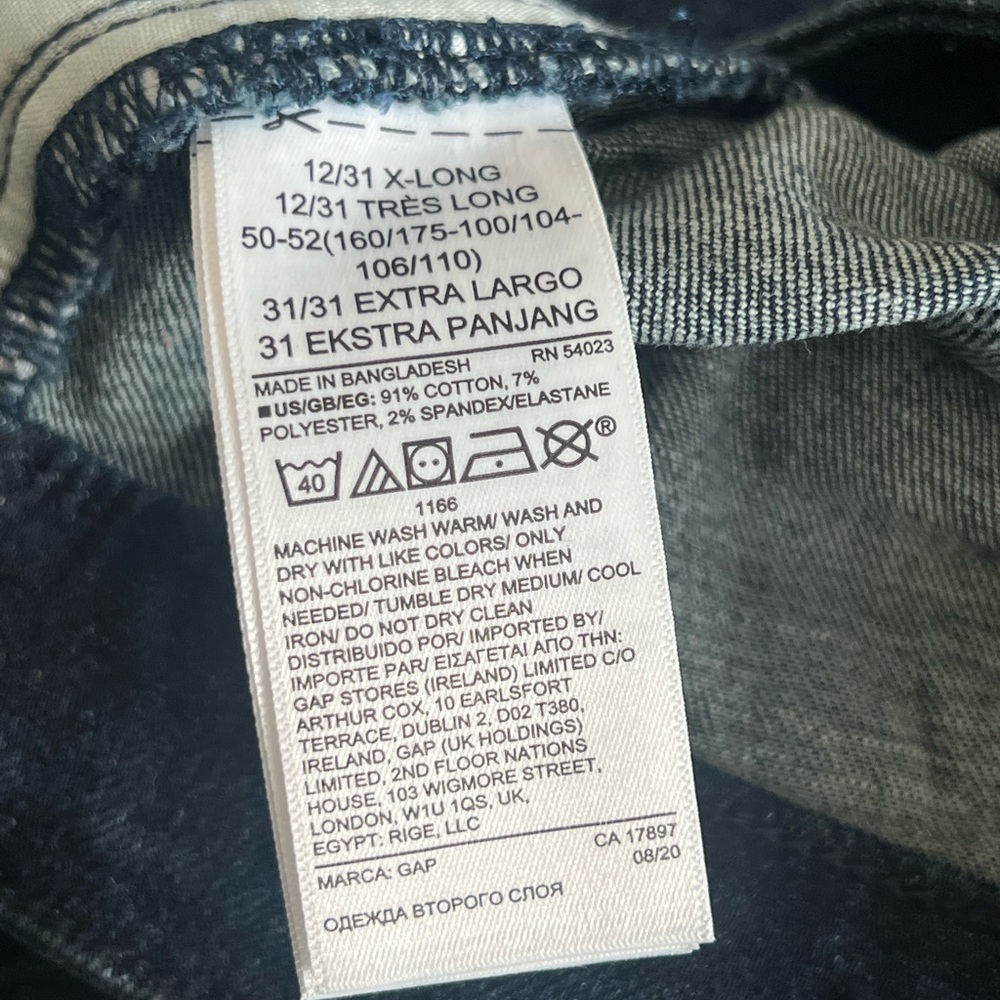 12/31 X-LONG
12/31 TRÈS LONG
50-52(160/175-100/104-
106/110)
31/31 EXTRA LARGO
31 EKSTRA PANJANG
RN 54023
MADE IN BANGLADESH
■US/GB/EG: 91% COTTON, 7%
POLYESTER, 2% SPANDEX/ELASTANE
40 ®
1166
MACHINE WASH WARM/ WASH AND
DRY WITH LIKE COLORS/ ONLY
NON-CHLORINE BLEACH WHEN
NEEDED/ TUMBLE DRY MEDIUM/ COOL
IRON/ DO NOT DRY CLEAN
DISTRIBUIDO POR/ IMPORTED BY/
IMPORTE PAR/ ΕΙΣΑΓΕΤΑΙ ΑΠΟ ΤΗΝ:
GAP STORES (IRELAND) LIMITED C/O
ARTHUR COX, 10 EARLSFORT
TERRACE, DUBLIN 2, D02 T380,
IRELAND, GAP (UK HOLDINGS)
LIMITED, 2ND FLOOR NATIONS
HOUSE, 103 WIGMORE STREET,
LONDON, W1U 1QS, UK,
EGYPT: RIGE, LLC
CA 17897
MARCA: GAP
08/20
ОДЕЖДА ВТОРОГО СЛОЯ